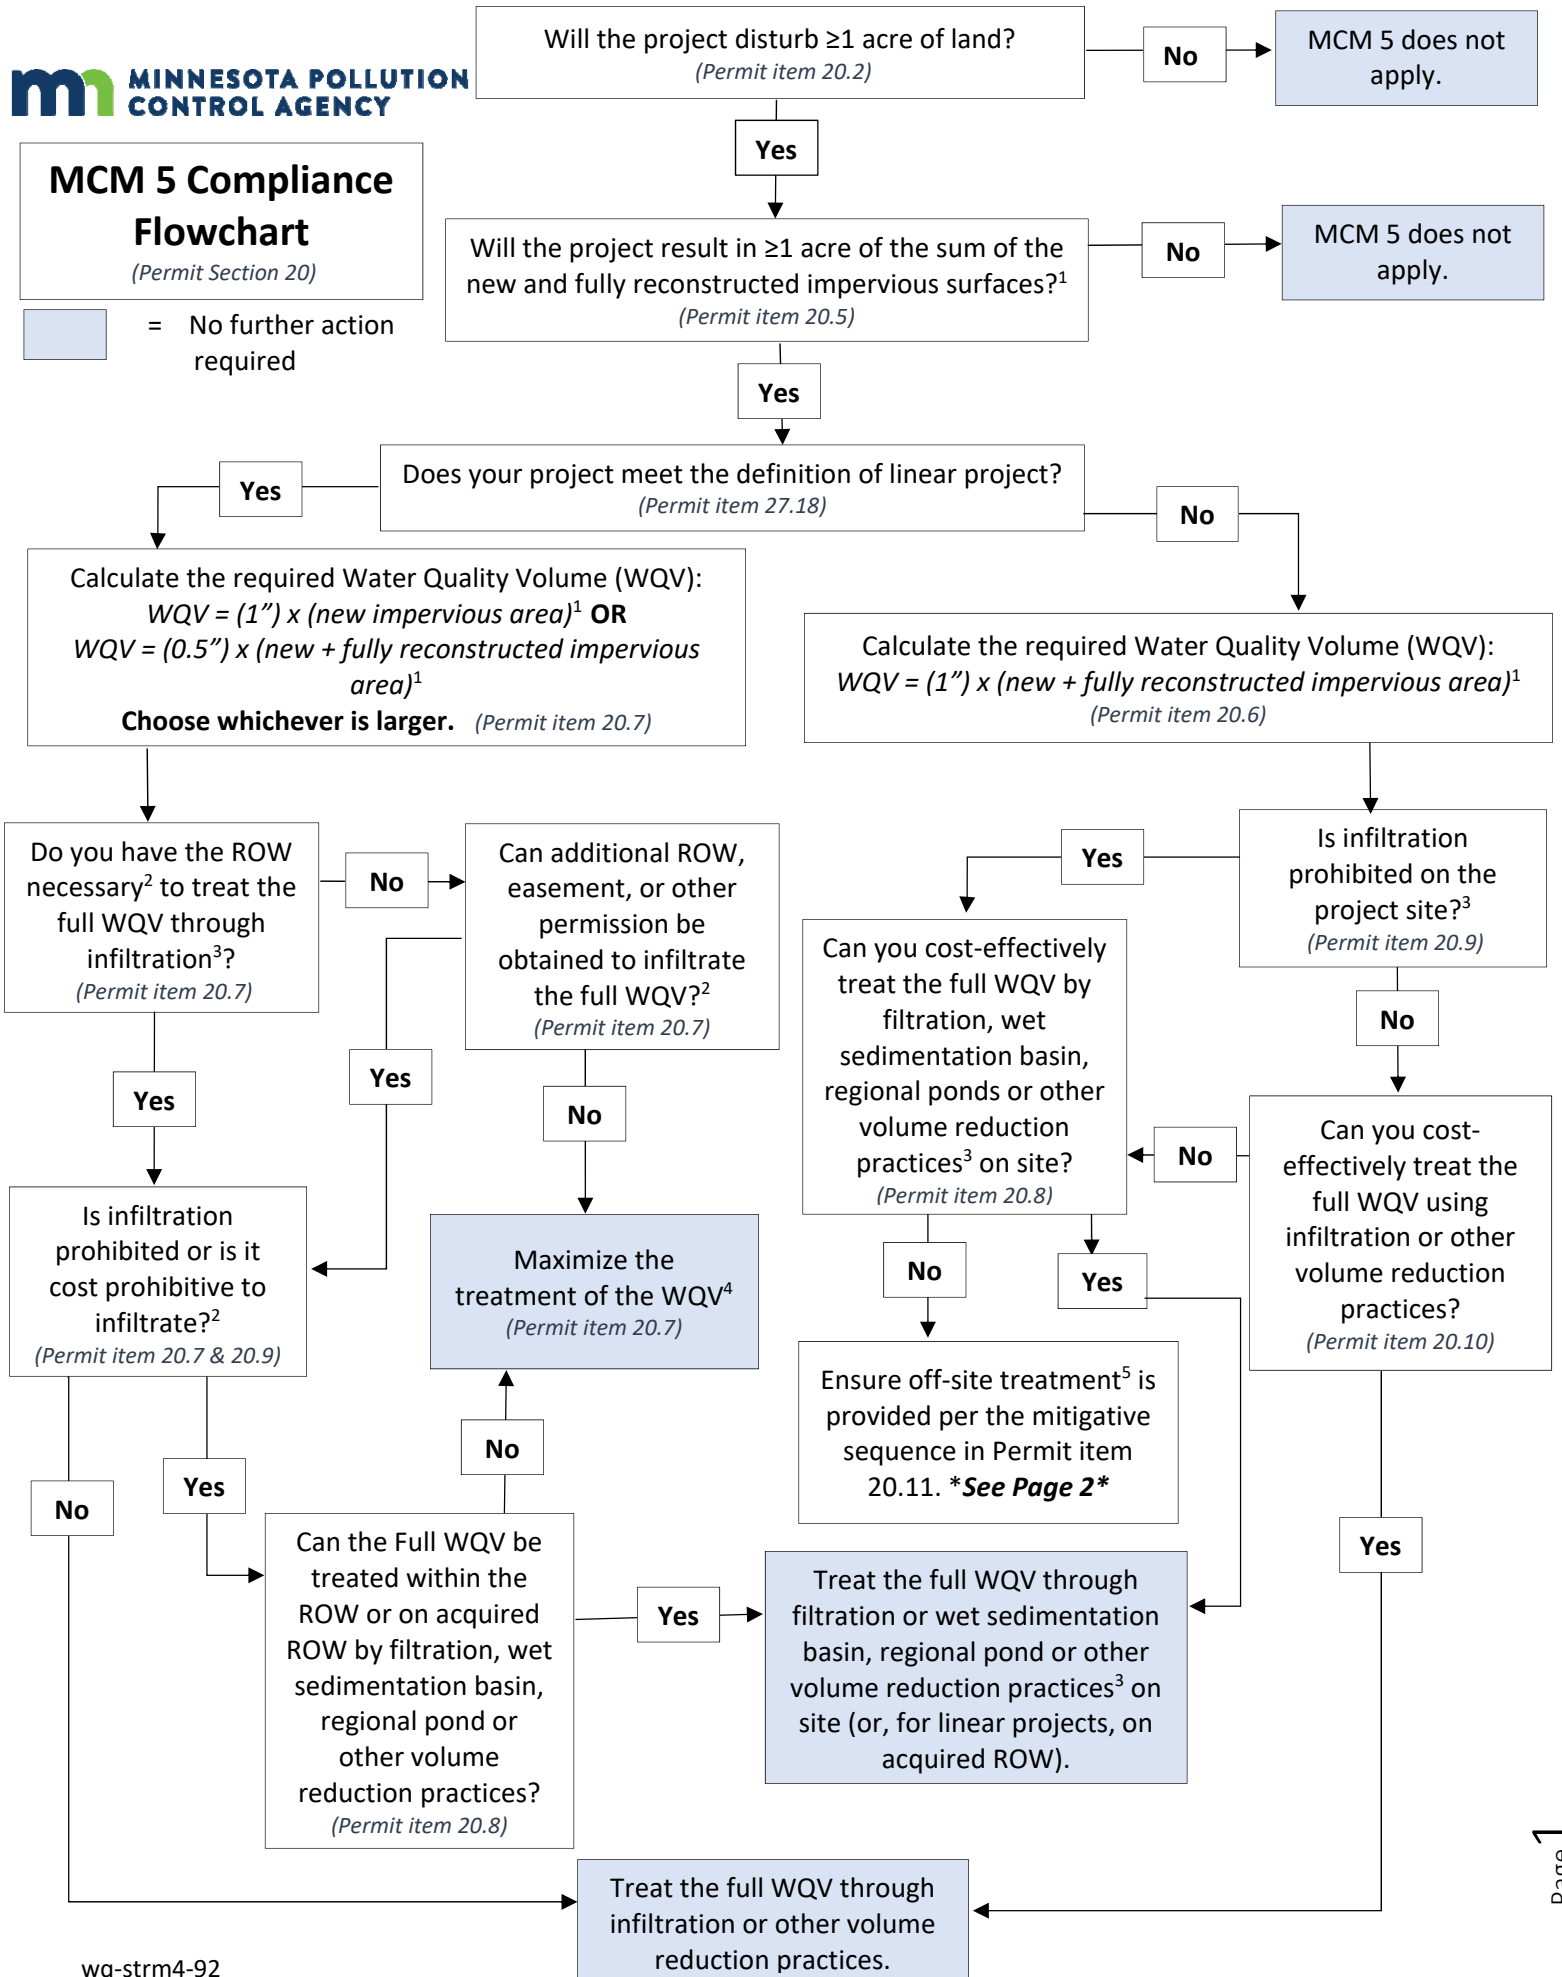 Will the project disturb ≥1 acre of land?
(Permit item 20.2)
No
MCM 5 does not
apply.
MINNESOTA POLLUTION
CONTROL AGENCY
Yes
MCM 5 Compliance
Flowchart
(Permit Section 20)
= No further action
required
Will the project result in ≥1 acre of the sum of the
new and fully reconstructed impervious surfaces?¹
(Permit item 20.5)
No
MCM 5 does not
apply.
Yes
Does your project meet the definition of linear project?
(Permit item 27.18)
Yes
No
Calculate the required Water Quality Volume (WQV):
WQV = (1”) x (new impervious area)¹ OR
WQV = (0.5”) x (new + fully reconstructed impervious
area)¹
Choose whichever is larger. (Permit item 20.7)
Calculate the required Water Quality Volume (WQV):
WQV = (1”) x (new + fully reconstructed impervious area)¹
(Permit item 20.6)
Do you have the ROW
necessary² to treat the
full WQV through
infiltration³?
(Permit item 20.7)
No
Can additional ROW,
easement, or other
permission be
obtained to infiltrate
the full WQV?²
(Permit item 20.7)
Yes
Is infiltration
prohibited on the
project site?³
(Permit item 20.9)
Can you cost-effectively
treat the full WQV by
filtration, wet
sedimentation basin,
regional ponds or other
volume reduction
practices³ on site?
(Permit item 20.8)
No
Yes
Yes
No
No
Can you cost-
effectively treat the
full WQV using
infiltration or other
volume reduction
practices?
(Permit item 20.10)
Is infiltration
prohibited or is it
cost prohibitive to
infiltrate?²
(Permit item 20.7 & 20.9)
Maximize the
treatment of the WQV⁴
(Permit item 20.7)
No
Yes
Ensure off-site treatment⁵ is
provided per the mitigative
sequence in Permit item
20.11. *See Page 2*
No
Yes
No
Yes
Can the Full WQV be
treated within the
ROW or on acquired
ROW by filtration, wet
sedimentation basin,
regional pond or
other volume
reduction practices?
(Permit item 20.8)
Yes
Treat the full WQV through
filtration or wet sedimentation
basin, regional pond or other
volume reduction practices³ on
site (or, for linear projects, on
acquired ROW).
Treat the full WQV through
infiltration or other volume
reduction practices.
Page 1
wq-strm4-92